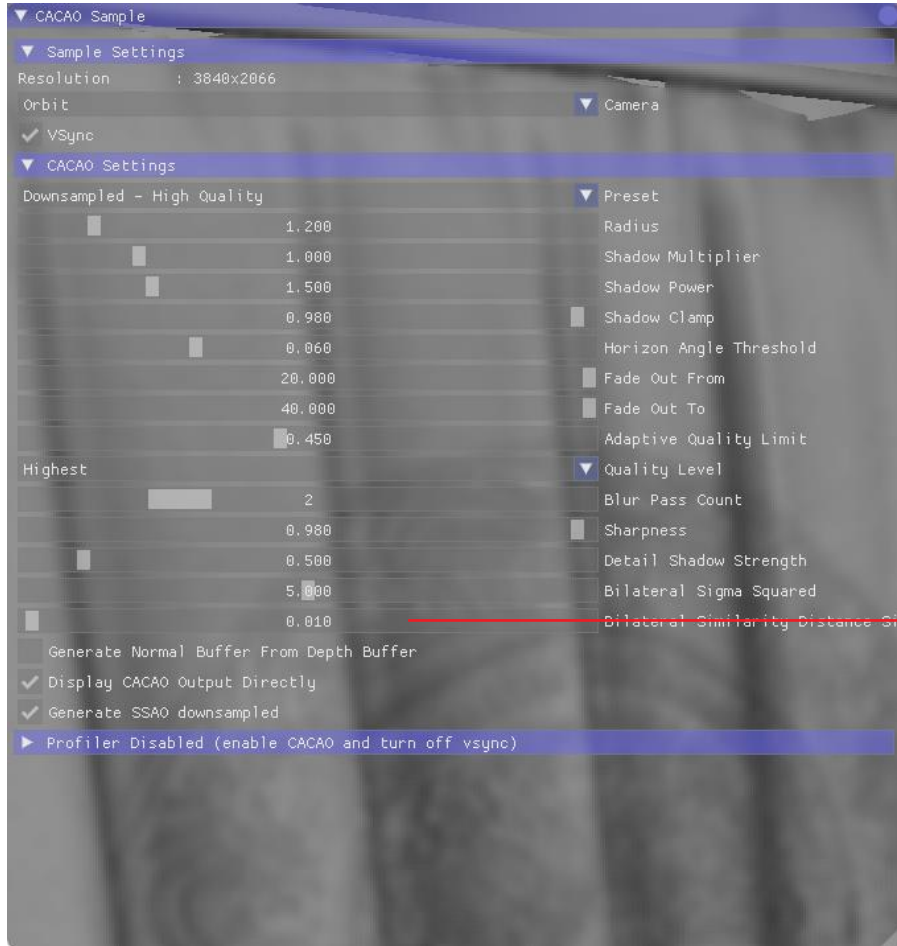 CACAO Sample
Sample Settings
Resolution : 3840x2066
Orbit Camera
VSync
CACAO Settings
Downsampled - High Quality Preset
1.200 Radius
1.000 Shadow Multiplier
1.500 Shadow Power
0.980 Shadow Clamp
0.060 Horizon Angle Threshold
20.000 Fade Out From
40.000 Fade Out To
0.450 Adaptive Quality Limit
Highest Quality Level
2 Blur Pass Count
0.980 Sharpness
0.500 Detail Shadow Strength
5.000 Bilateral Sigma Squared
0.010 Bilateral Similarity Distance
Generate Normal Buffer From Depth Buffer
Display CACAO Output Directly
Generate SSAO downsampled
Profiler Disabled (enable CACAO and turn off vsync)